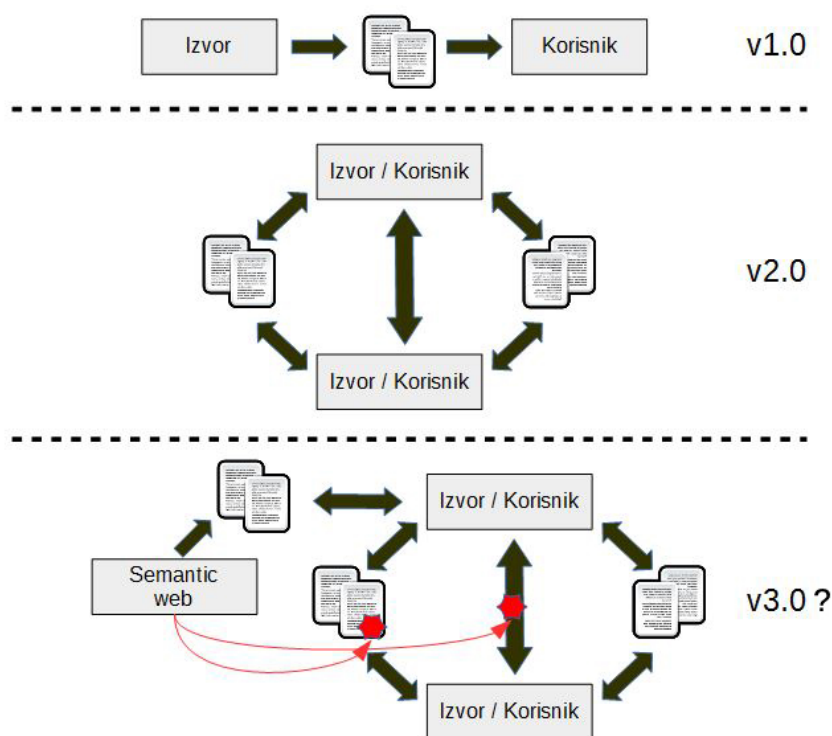 Izvor
Korisnik
v1.0
Izvor / Korisnik
v2.0
Izvor / Korisnik
Izvor / Korisnik
Semantic
web
v3.0 ?
Izvor / Korisnik